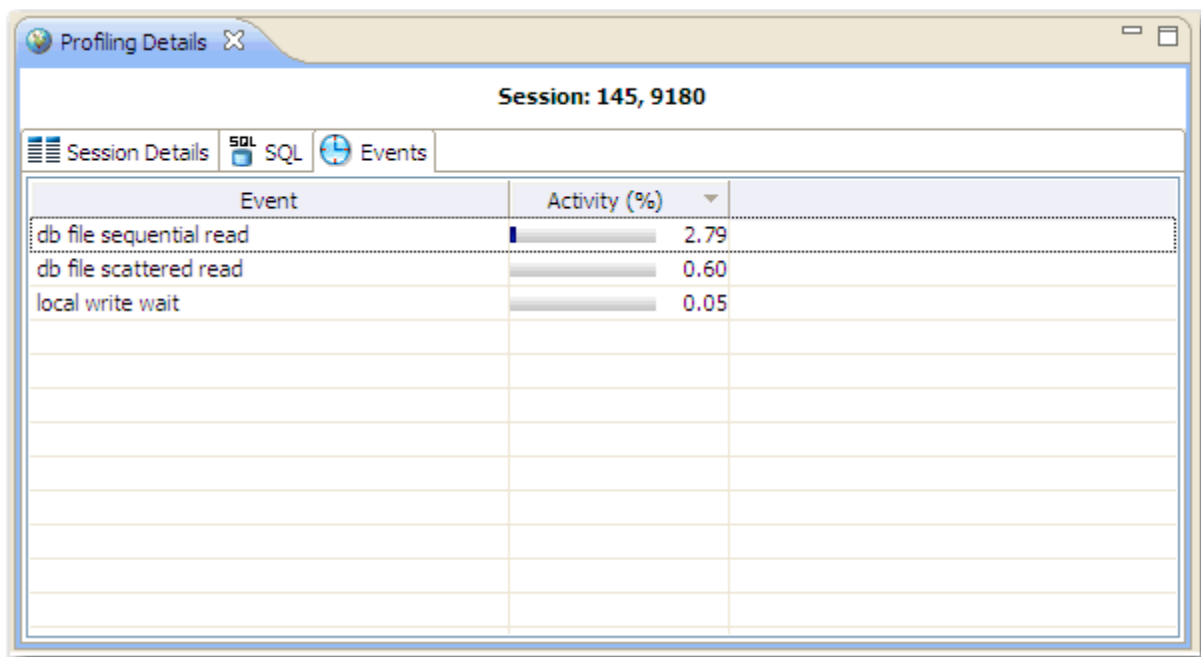 Profiling Details
Session: 145, 9180
Session Details SQL SQL Events
Event Activity (%)
db file sequential read 2.79
db file scattered read 0.60
local write wait 0.05